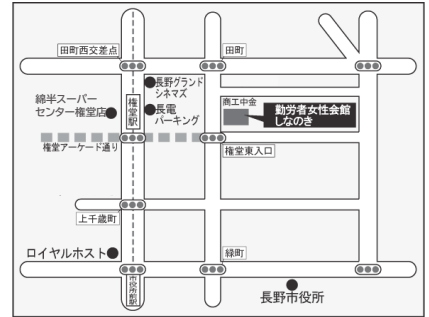 田町西交差点
田町
長野グランド
シネマズ
権堂駅
長電
パーキング
綿半スーパー
センター権堂店
商工中金
勤労者女性会館
しなのき
権堂アーケード通り
権堂東入口
上千歳町
ロイヤルホスト
緑町
市役所前駅
長野市役所